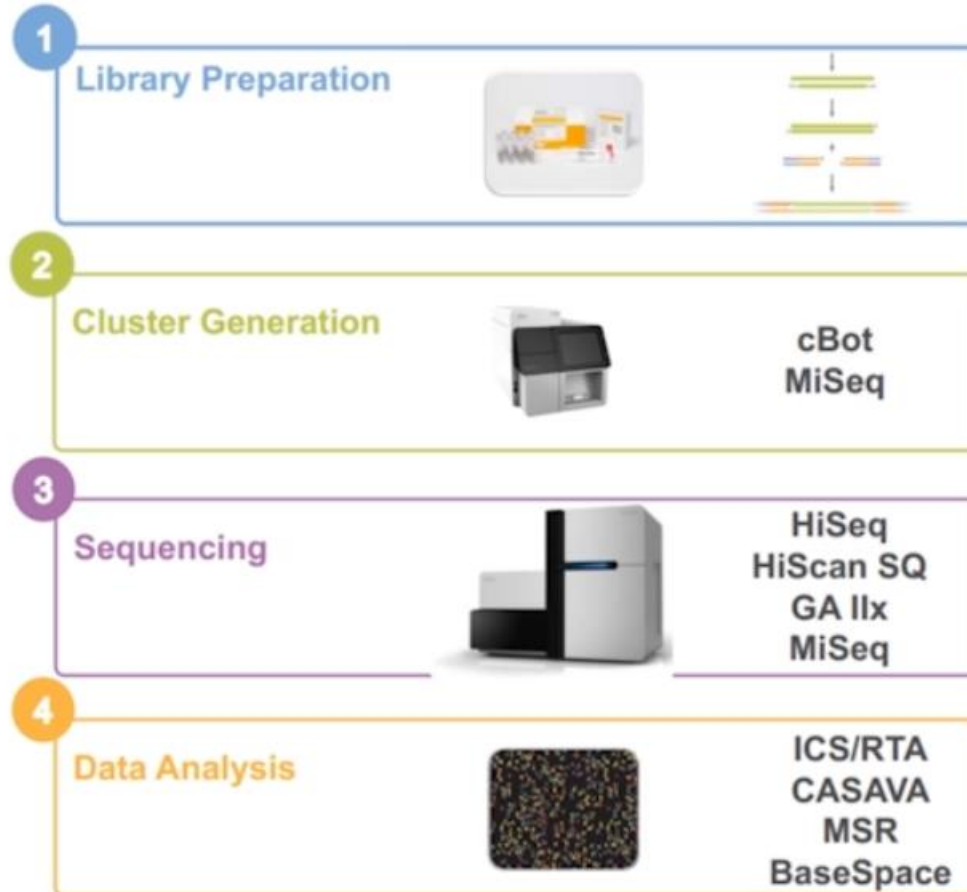 1
Library Preparation
2
Cluster Generation
cBot
MiSeq
3
Sequencing
HiSeq
HiScan SQ
GA IIx
MiSeq
4
Data Analysis
ICS/RTA
CASAVA
MSR
BaseSpace